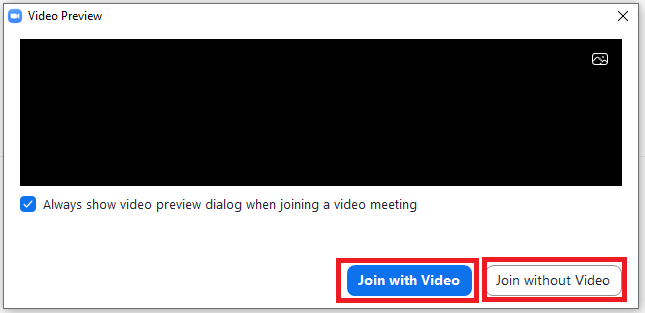 Video Preview
Always show video preview dialog when joining a video meeting
Join with Video
Join without Video